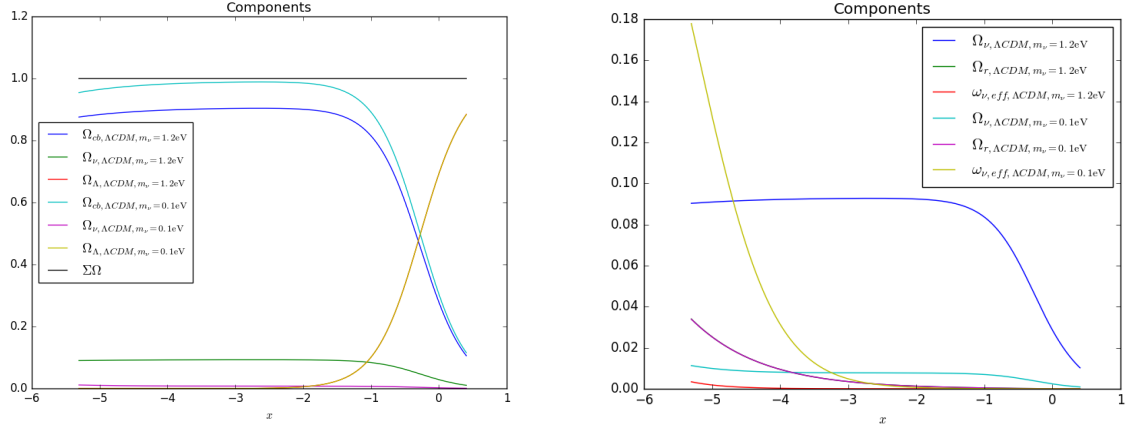 Components
1.2
1.0
0.8
0.6
0.4
0.2
0.0
Ω_{cb, ΛCDM, m_ν=1.2eV}
Ω_{ν, ΛCDM, m_ν=1.2eV}
Ω_{Λ, ΛCDM, m_ν=1.2eV}
Ω_{cb, ΛCDM, m_ν=0.1eV}
Ω_{ν, ΛCDM, m_ν=0.1eV}
Ω_{Λ, ΛCDM, m_ν=0.1eV}
ΣΩ
−6 −5 −4 −3 −2 −1 0 1
x
Components
0.18
0.16
0.14
0.12
0.10
0.08
0.06
0.04
0.02
0.00
Ω_{ν, ΛCDM, m_ν=1.2eV}
Ω_{r, ΛCDM, m_ν=1.2eV}
ω_{ν, eff, ΛCDM, m_ν=1.2eV}
Ω_{ν, ΛCDM, m_ν=0.1eV}
Ω_{r, ΛCDM, m_ν=0.1eV}
ω_{ν, eff, ΛCDM, m_ν=0.1eV}
−6 −5 −4 −3 −2 −1 0 1
x